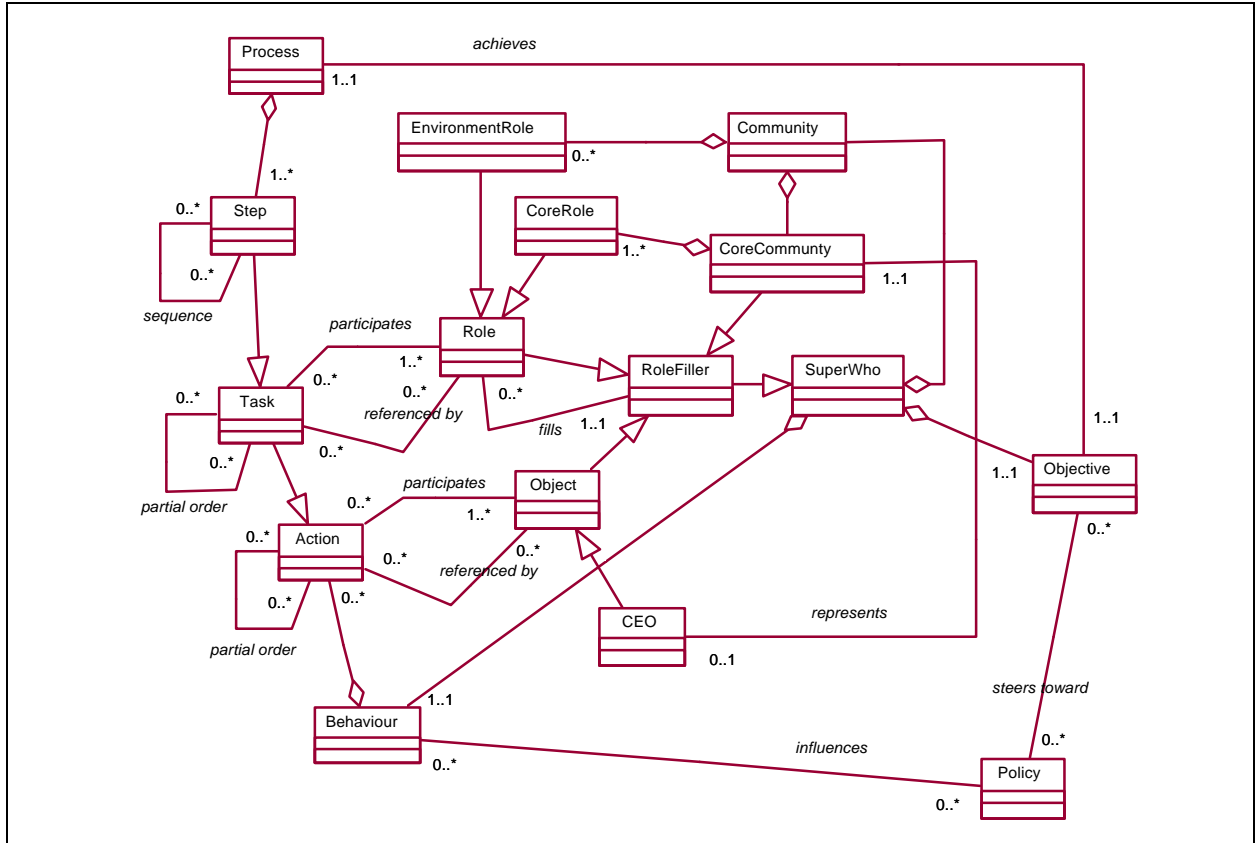 achieves
Process
1..1
EnvironmentRole
Community
0..*
1..*
0..*
Step
CoreRole
0..*
1..*
CoreCommunty
1..1
sequence
participates
Role
1..*
0..*
RoleFiller
SuperWho
0..*
0..*
Task
0..*
referenced by
fills
1..1
1..1
0..*
0..*
1..1
Objective
partial order
participates
Object
0..*
1..*
0..*
0..*
Action
0..*
0..*
referenced by
0..*
0..*
CEO
represents
partial order
0..1
1..1
steers toward
Behaviour
influences
0..*
0..*
Policy
0..*